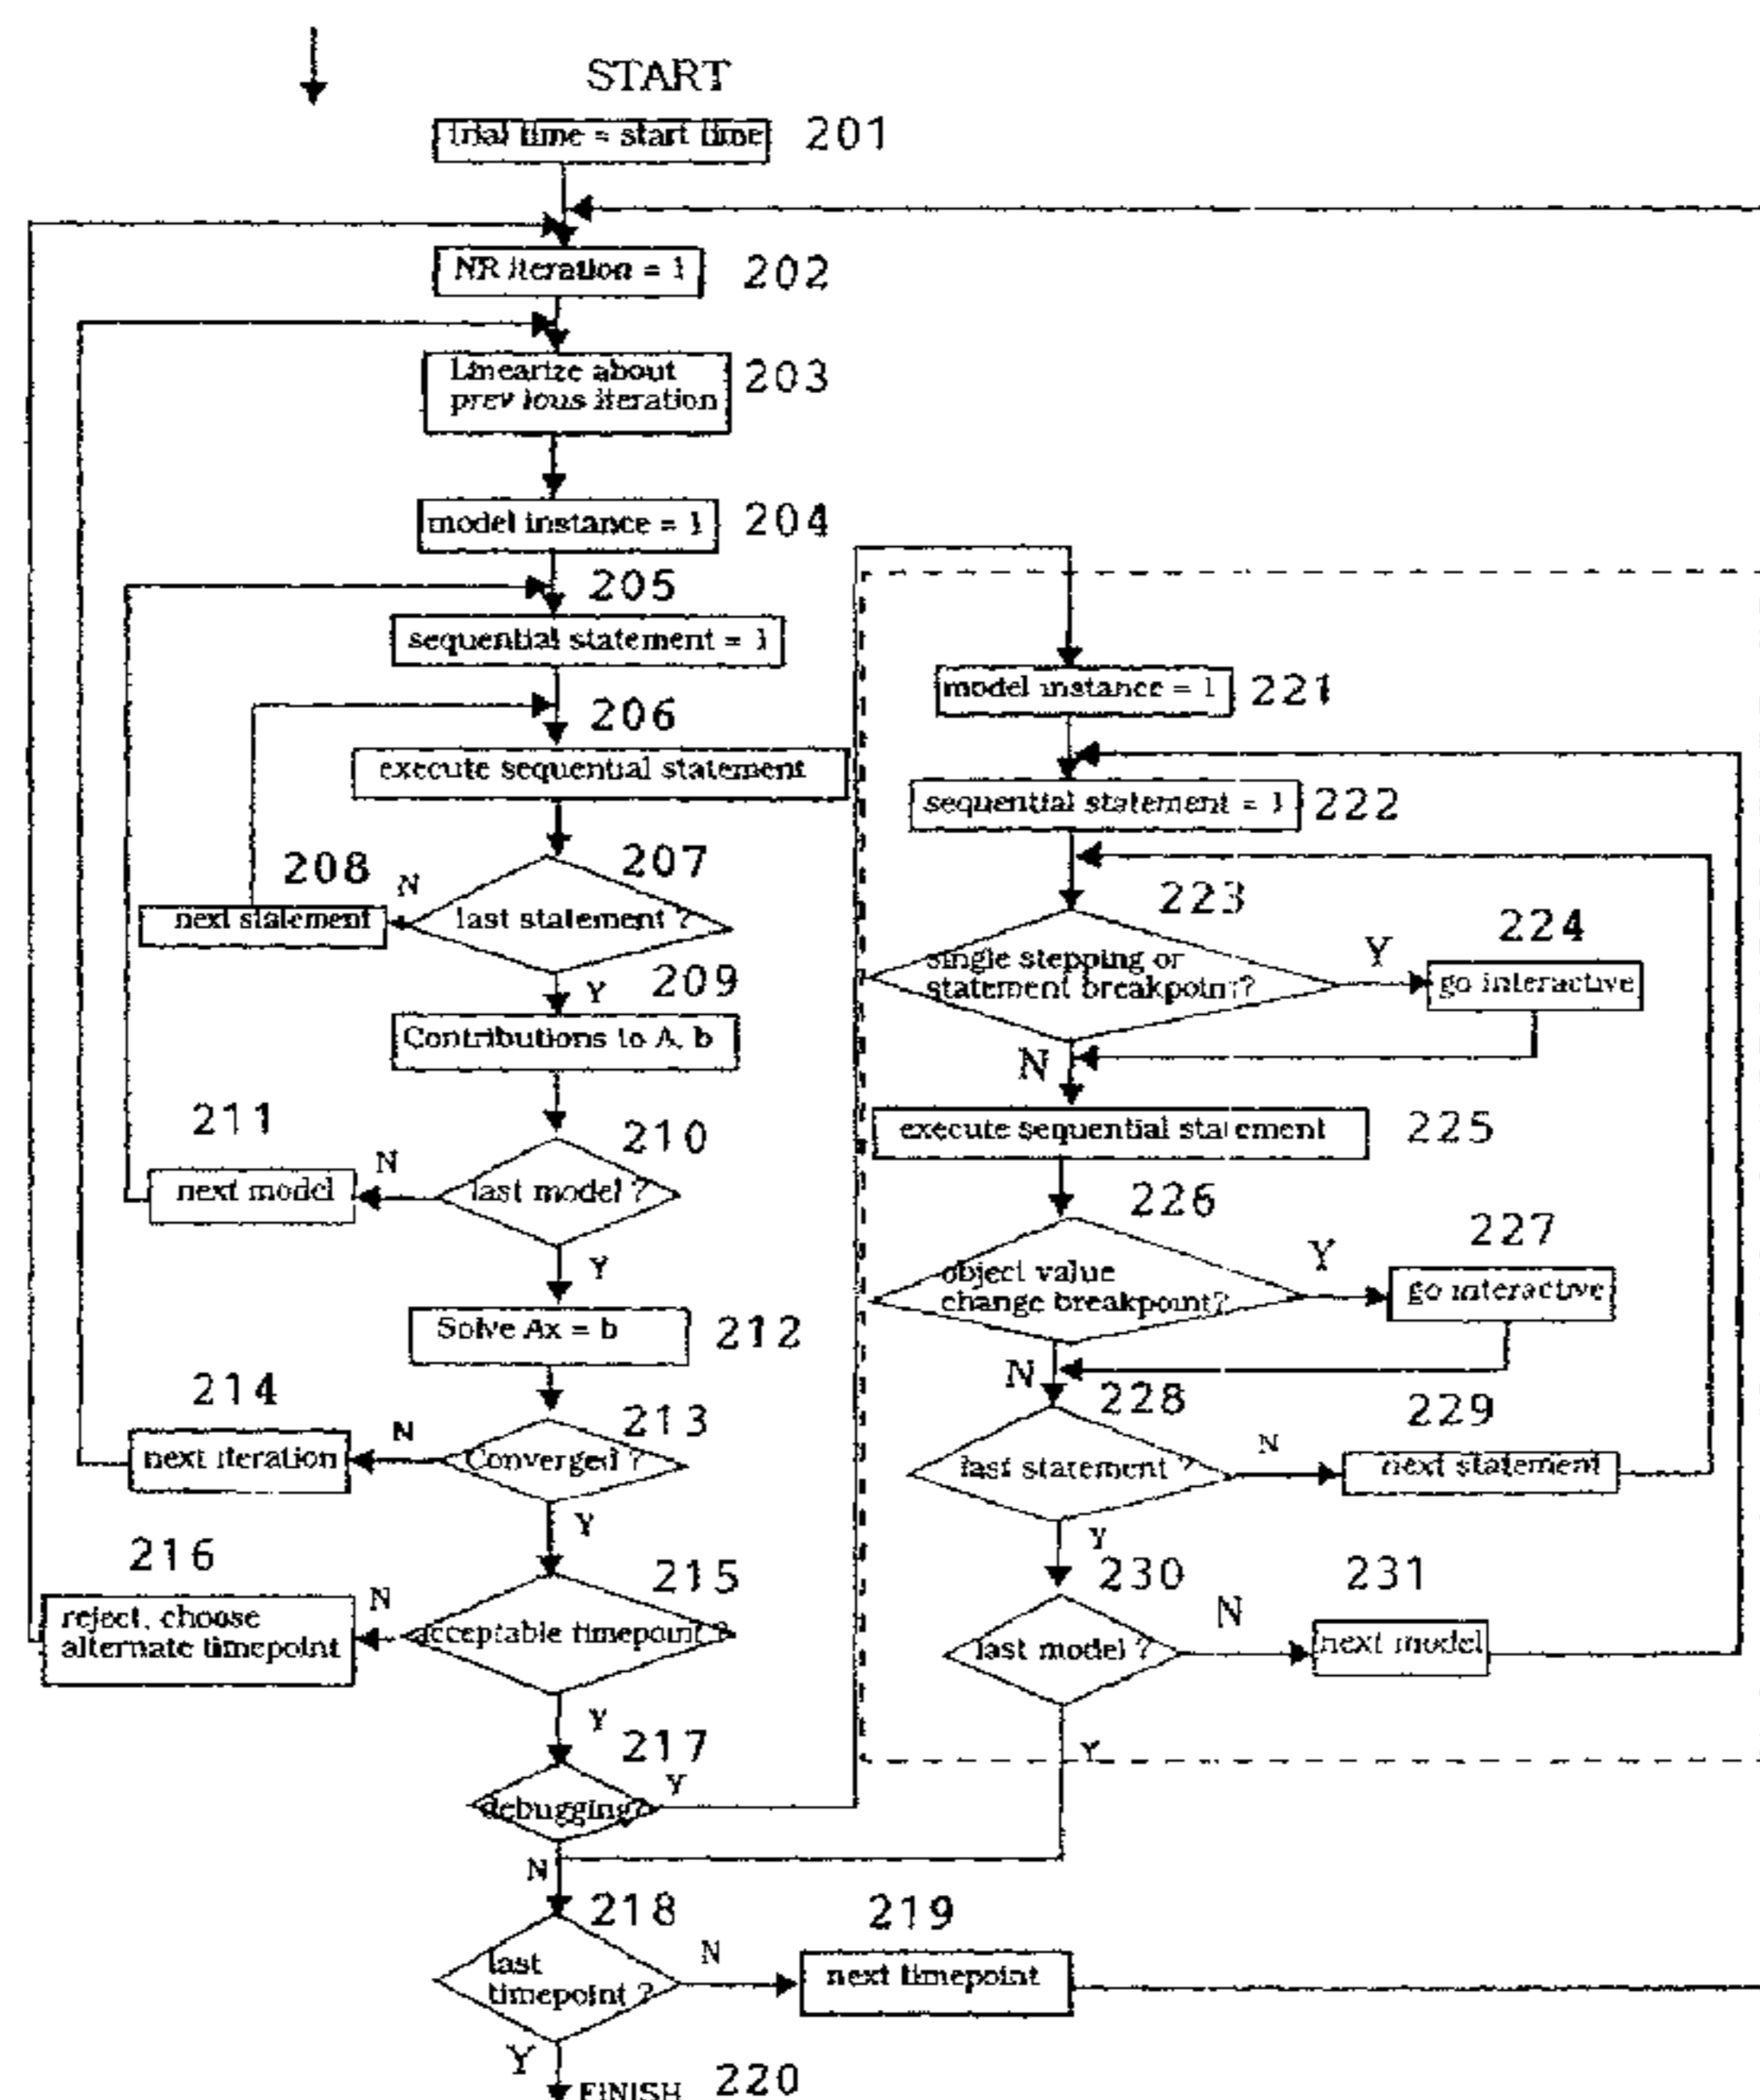 START
trial time = start time 201
NR iteration = 1 202
Linearize about
previous iteration
203
model instance = 1 204
205
sequential statement = 1
206
execute sequential statement
207
208
N
next statement
last statement ?
Y
209
Contributions to A, b
211
210
N
next model
last model ?
Y
Solve Ax = b 212
214
213
N
next iteration
Converged ?
Y
216
215
N
reject, choose
alternate timepoint
acceptable timepoint ?
Y
217
Y
debugging?
N
218
219
N
last
timepoint ?
next timepoint
Y
FINISH 220
model instance = 1 221
sequential statement = 1 222
223
224
single stepping or
statement breakpoint?
Y
go interactive
N
execute sequential statement 225
226
227
object value
change breakpoint?
Y
go interactive
N
228
229
last statement ?
N
next statement
Y
230
231
last model ?
N
next model
Y